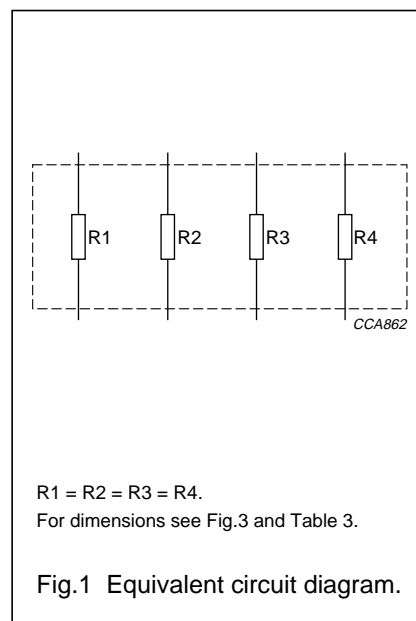 R1 R2 R3 R4
CCA862
R1 = R2 = R3 = R4.
For dimensions see Fig.3 and Table 3.
Fig.1 Equivalent circuit diagram.